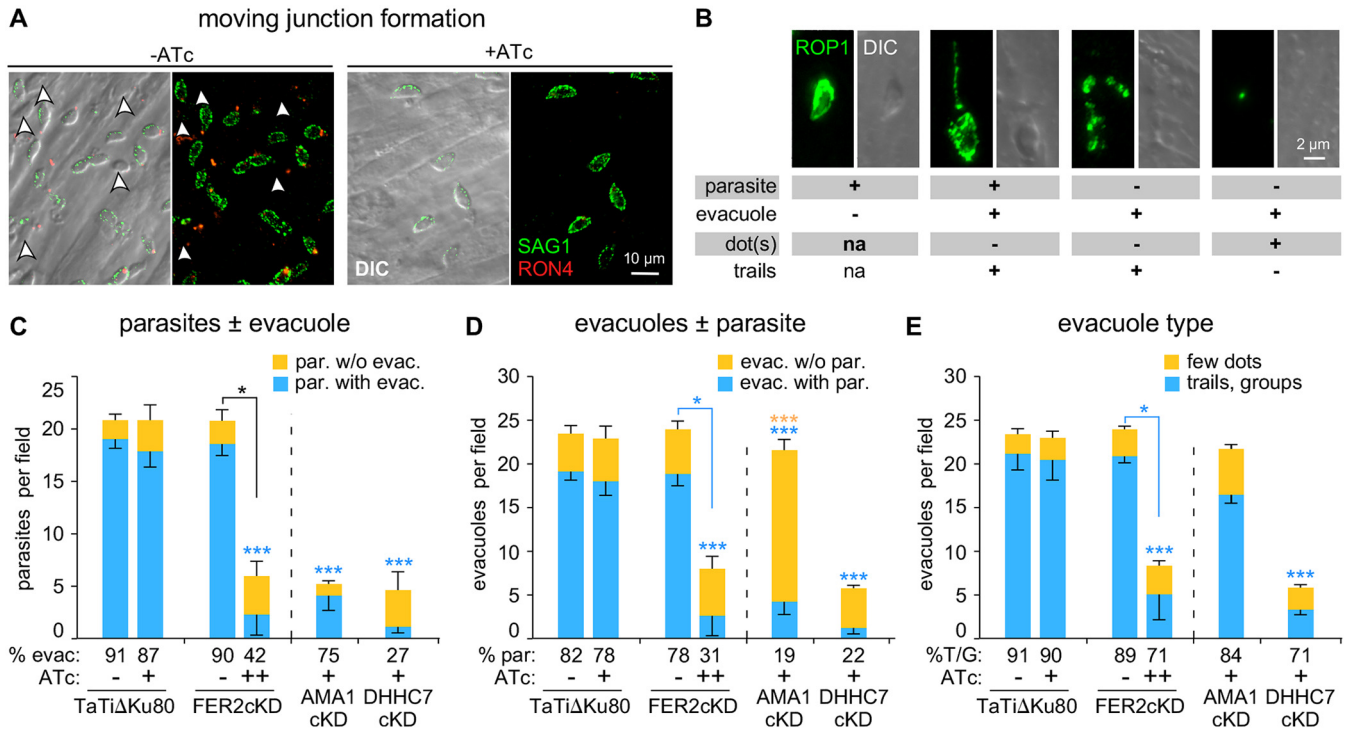 A
moving junction formation
-ATc
+ATc
DIC
SAG1
RON4
10 µm
B
ROP1
DIC
2 µm
parasite + + - -
evacuole - + + +
dot(s) na - - +
trails na + + -
C
parasites ± evacuole
par. w/o evac.
par. with evac.
parasites per field
25
20
15
10
5
0
*
***
***
***
% evac: 91 87 90 42 75 27
ATc: - + - ++ + +
TaTiΔKu80 FER2cKD AMA1 cKD DHHC7 cKD
D
evacuoles ± parasite
evac. w/o par.
evac. with par.
evacuoles per field
30
25
20
15
10
5
0
*
***
***
***
***
% par: 82 78 78 31 19 22
ATc: - + - ++ + +
TaTiΔKu80 FER2cKD AMA1 cKD DHHC7 cKD
E
evacuole type
few dots
trails, groups
evacuoles per field
30
25
20
15
10
5
0
*
***
***
%T/G: 91 90 89 71 84 71
ATc: - + - ++ + +
TaTiΔKu80 FER2cKD AMA1 cKD DHHC7 cKD